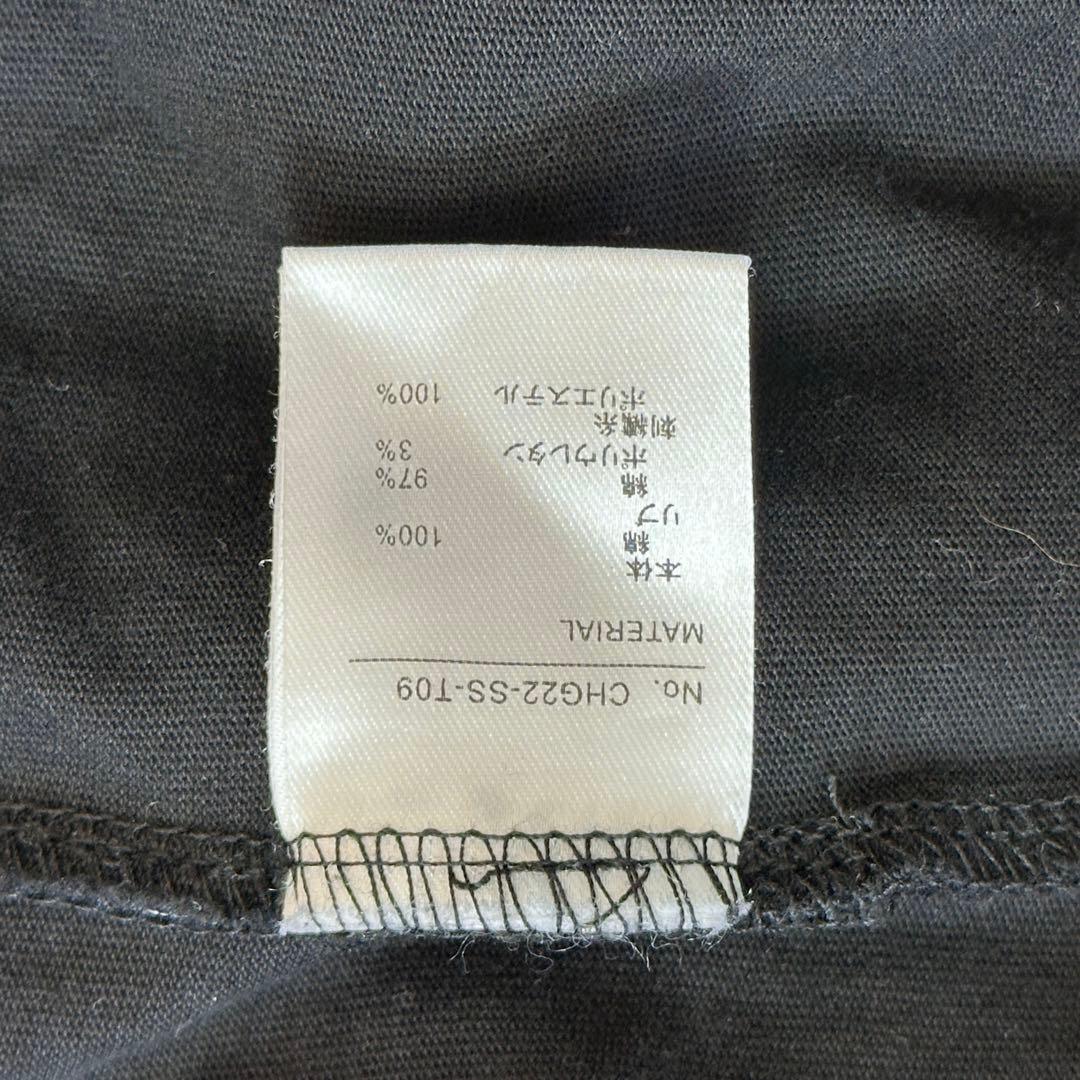 No. CHG22-SS-T09
MATERIAL
本体
綿 100%
リブ
綿 97%
ポリウレタン 3%
刺繍糸
ポリエステル 100%